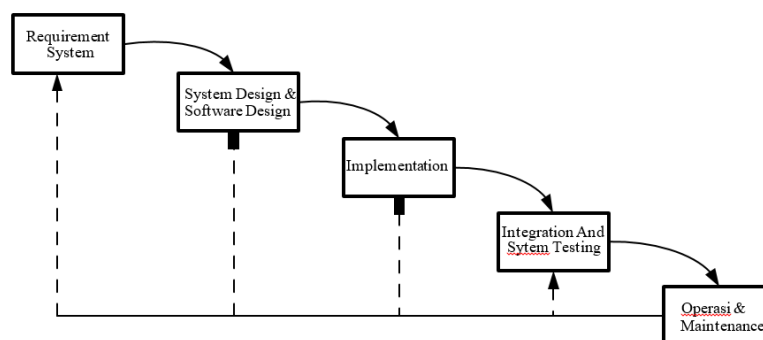 Requirement
System
System Design &
Software Design
Implementation
Integration And
Sytem Testing
Operasi &
Maintenance